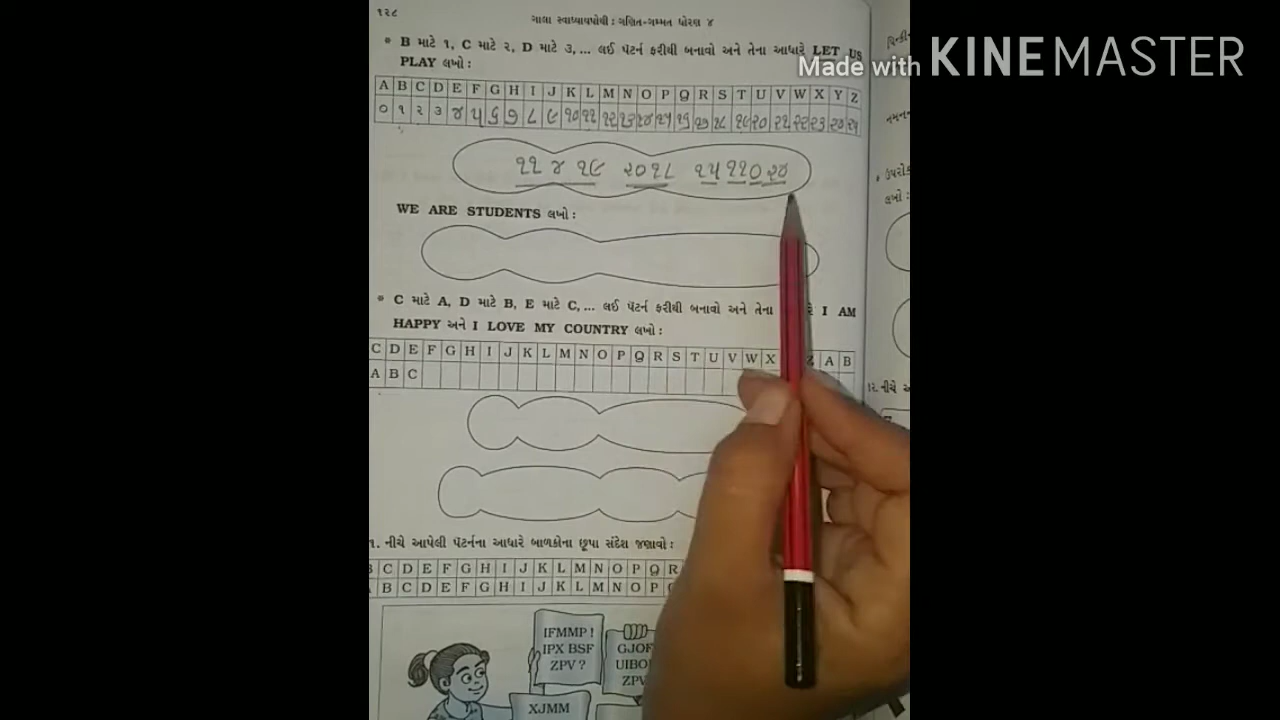 ૧૨૮
ગાલા સ્વાધ્યાયપોથી : ગણિત-ગમ્મત ધોરણ ૪
Made with KINEMASTER
* B માટે ૧, C માટે ૨, D માટે ૩, ... લઈ પૅટર્ન ફરીથી બનાવો અને તેના આધારે LET US
PLAY લખો :
A B C D E F G H I J K L M N O P Q R S T U V W X Y Z
૦ ૧ ૨ ૩ ૪ ૫ ૬ ૭ ૮ ૯ ૧૦ ૧૧ ૧૨ ૧૩ ૧૪ ૧૫ ૧૬ ૧૭ ૧૮ ૧૯ ૨૦ ૨૧ ૨૨ ૨૩ ૨૪ ૨૫
૧૧ ૪ ૧૯ ૨૦ ૧૮ ૧૫ ૧૧ ૦ ૨૪
WE ARE STUDENTS લખો :
* C માટે A, D માટે B, E માટે C, ... લઈ પૅટર્ન ફરીથી બનાવો અને તેના I AM
HAPPY અને I LOVE MY COUNTRY લખો :
C D E F G H I J K L M N O P Q R S T U V W X Z A B
A B C
૧. નીચે આપેલી પૅટર્નના આધારે બાળકોના છૂપા સંદેશ જણાવો :
C D E F G H I J K L M N O P Q R
B C D E F G H I J K L M N O P
IFMMP !
IPX BSF
ZPV ?
GJOF
UIBO
ZPV
XJMM